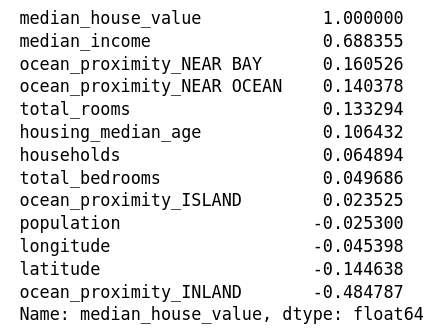 median_house_value 1.000000
median_income 0.688355
ocean_proximity_NEAR BAY 0.160526
ocean_proximity_NEAR OCEAN 0.140378
total_rooms 0.133294
housing_median_age 0.106432
households 0.064894
total_bedrooms 0.049686
ocean_proximity_ISLAND 0.023525
population -0.025300
longitude -0.045398
latitude -0.144638
ocean_proximity_INLAND -0.484787
Name: median_house_value, dtype: float64